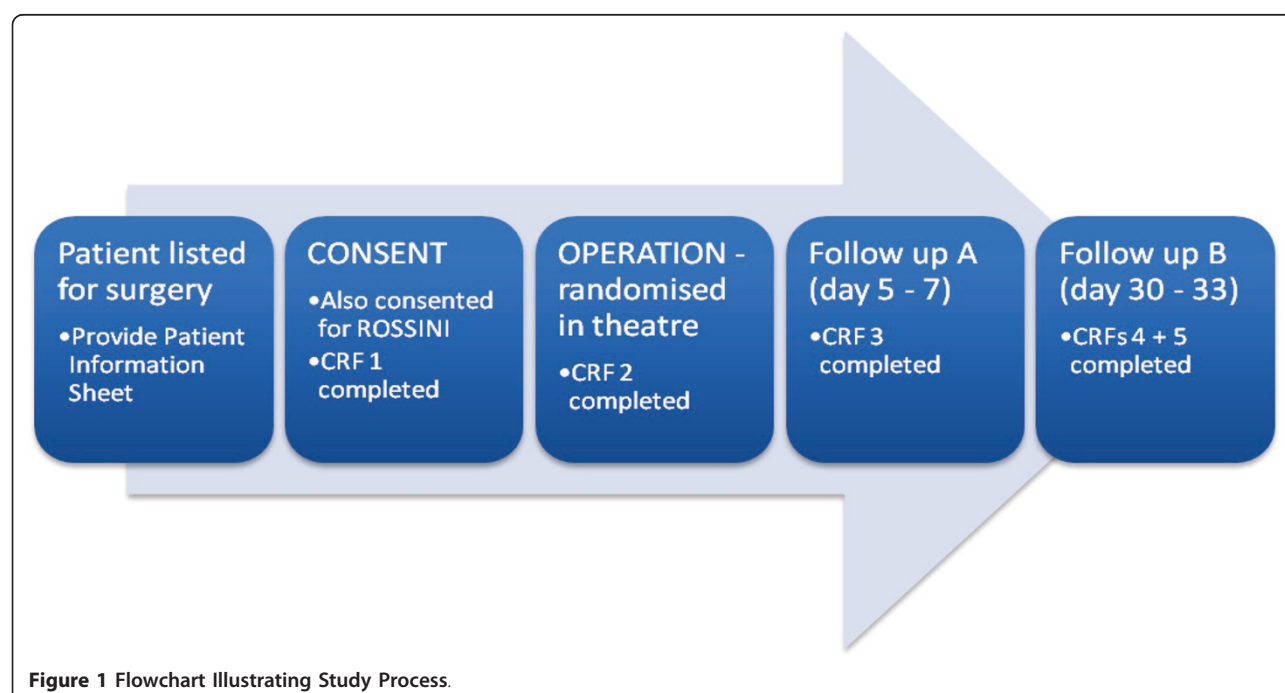 Patient listed
for surgery
•Provide Patient
Information
Sheet
CONSENT
•Also consented
for ROSSINI
•CRF 1
completed
OPERATION -
randomised
in theatre
•CRF 2
completed
Follow up A
(day 5 - 7)
•CRF 3
completed
Follow up B
(day 30 - 33)
•CRFs 4 + 5
completed
Figure 1 Flowchart Illustrating Study Process.